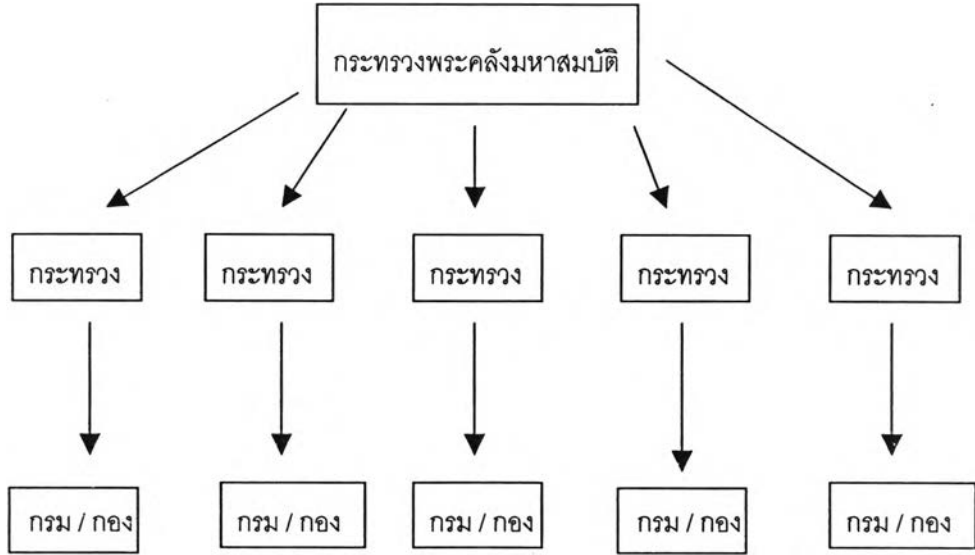 กระทรวงพระคลังมหาสมบัติ
กระทรวง กระทรวง กระทรวง กระทรวง กระทรวง
กรม / กอง กรม / กอง กรม / กอง กรม / กอง กรม / กอง